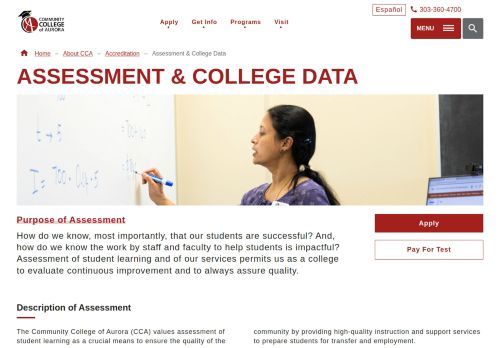 Español 303-360-4700
COMMUNITY
COLLEGE
of AURORA
Apply Get Info Programs Visit
MENU
Home – About CCA – Accreditation – Assessment & College Data
ASSESSMENT & COLLEGE DATA
Purpose of Assessment
How do we know, most importantly, that our students are successful? And,
how do we know the work by staff and faculty to help students is impactful?
Assessment of student learning and of our services permits us as a college
to evaluate continuous improvement and to always assure quality.
Apply
Pay For Test
Description of Assessment
The Community College of Aurora (CCA) values assessment of
student learning as a crucial means to ensure the quality of the
community by providing high-quality instruction and support services
to prepare students for transfer and employment.